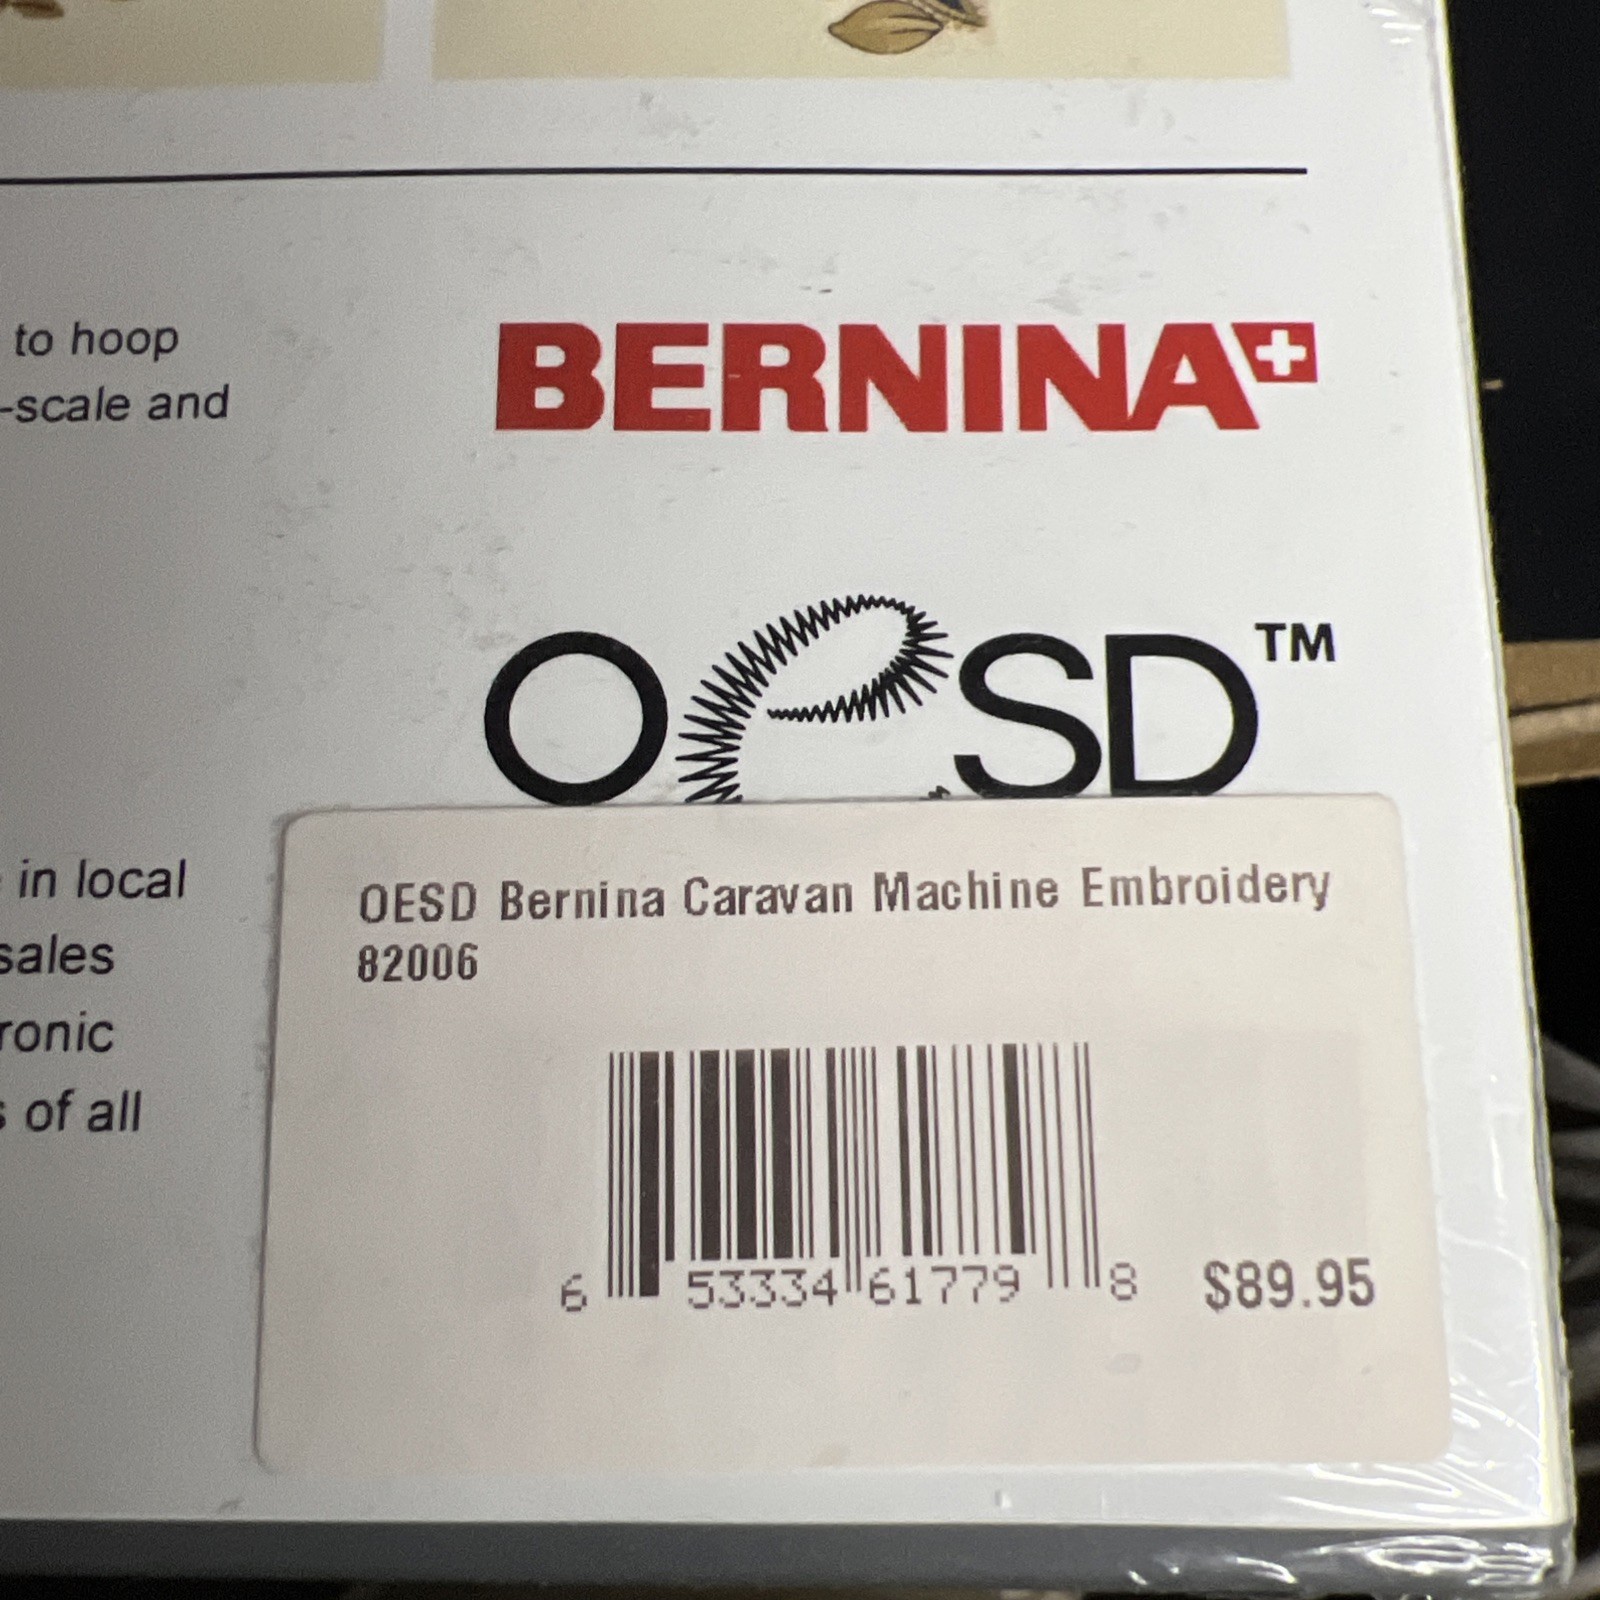 to hoop
-scale and
BERNINA+
OeSD™
in local
sales
ronic
of all
OESD Bernina Caravan Machine Embroidery
82006
6 53334 61779 8
$89.95